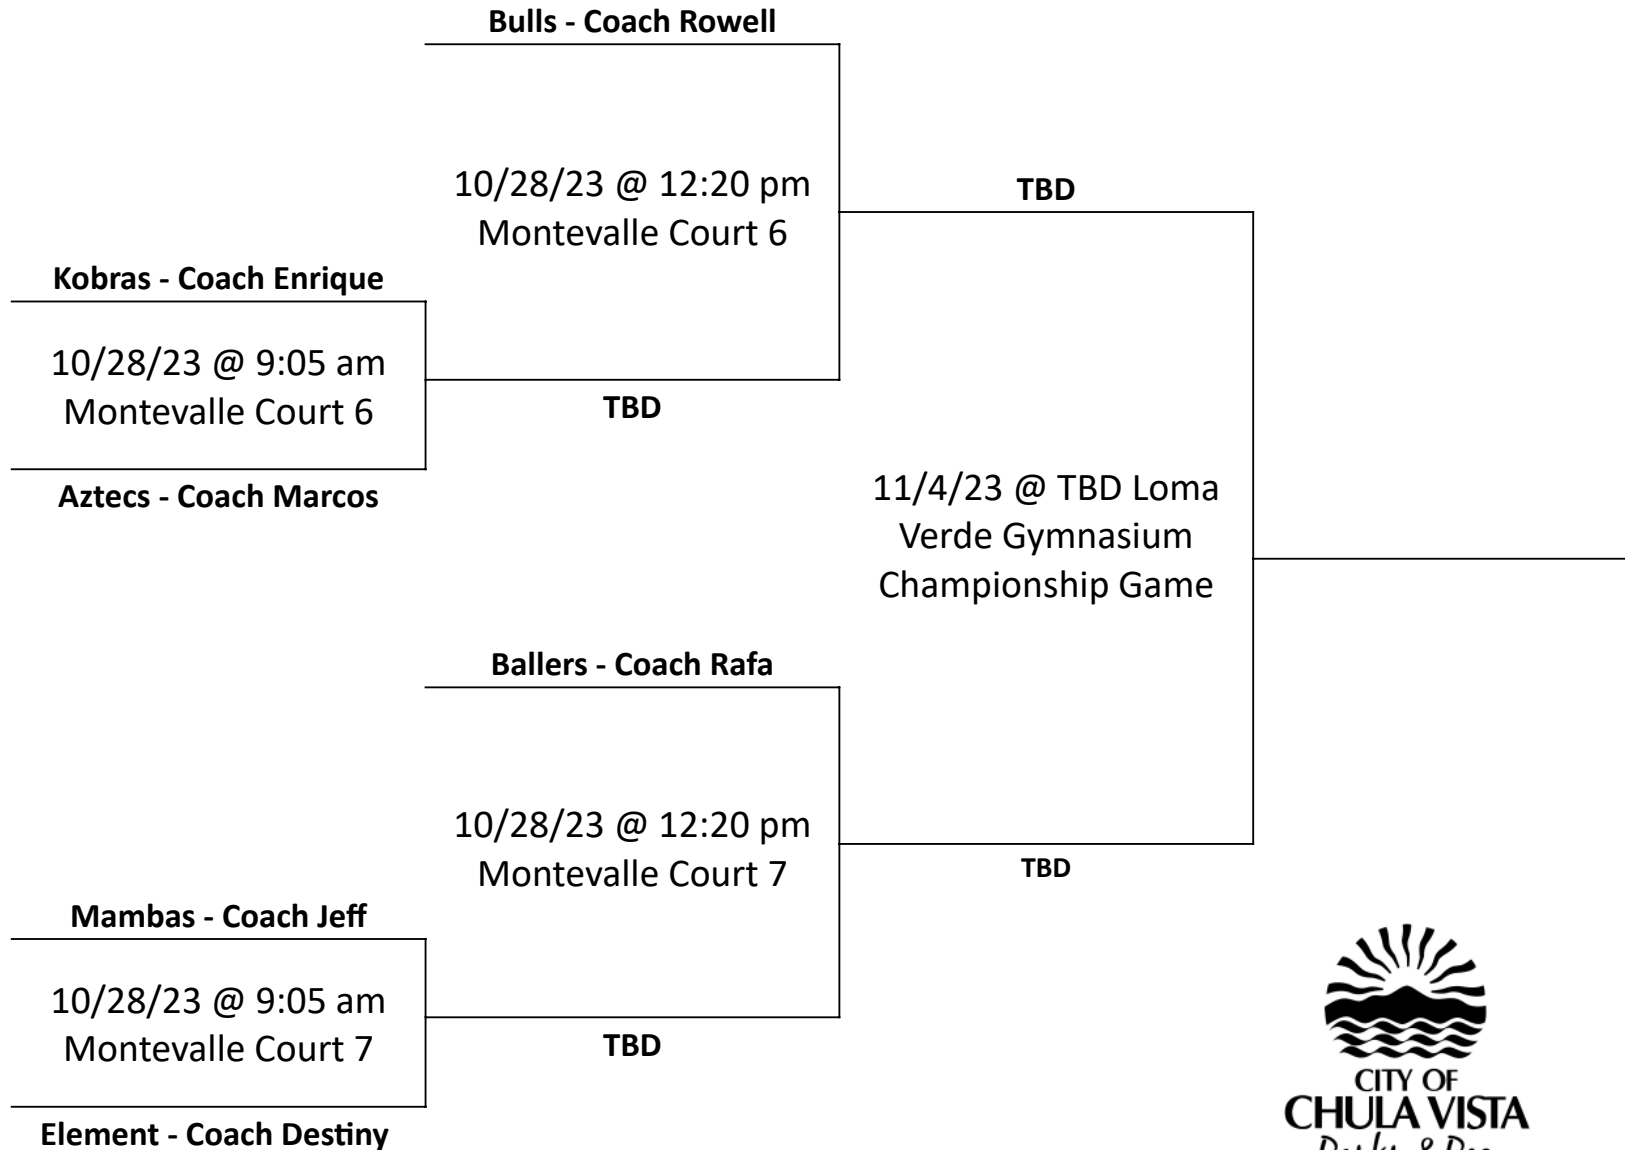 Bulls - Coach Rowell
10/28/23 @ 12:20 pm
Montevalle Court 6
TBD
Kobras - Coach Enrique
10/28/23 @ 9:05 am
Montevalle Court 6
TBD
Aztecs - Coach Marcos
11/4/23 @ TBD Loma
Verde Gymnasium
Championship Game
Ballers - Coach Rafa
10/28/23 @ 12:20 pm
Montevalle Court 7
TBD
Mambas - Coach Jeff
10/28/23 @ 9:05 am
Montevalle Court 7
TBD
Element - Coach Destiny
CITY OF
CHULA VISTA